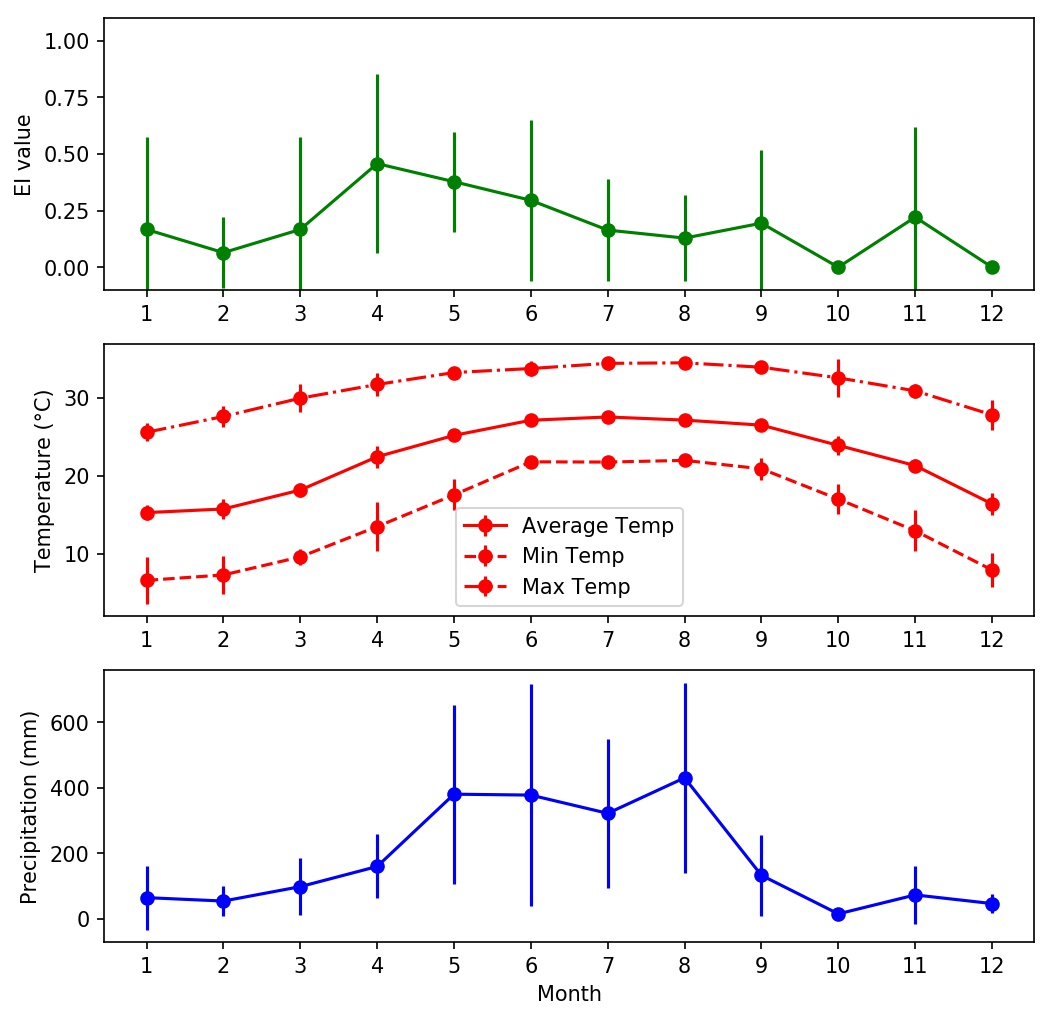 EI value
1.00
0.75
0.50
0.25
0.00
1 2 3 4 5 6 7 8 9 10 11 12
Temperature (°C)
30
20
10
Average Temp
Min Temp
Max Temp
1 2 3 4 5 6 7 8 9 10 11 12
Precipitation (mm)
600
400
200
0
1 2 3 4 5 6 7 8 9 10 11 12
Month